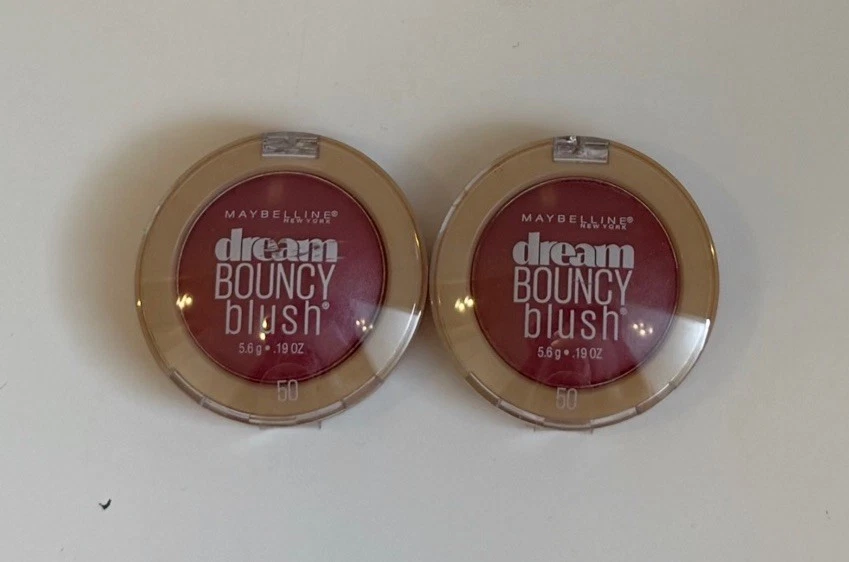 MAYBELLINE®
NEW YORK
dream
BOUNCY
blush®
5.6 g • .19 OZ
50
MAYBELLINE®
NEW YORK
dream
BOUNCY
blush®
5.6 g • .19 OZ
50